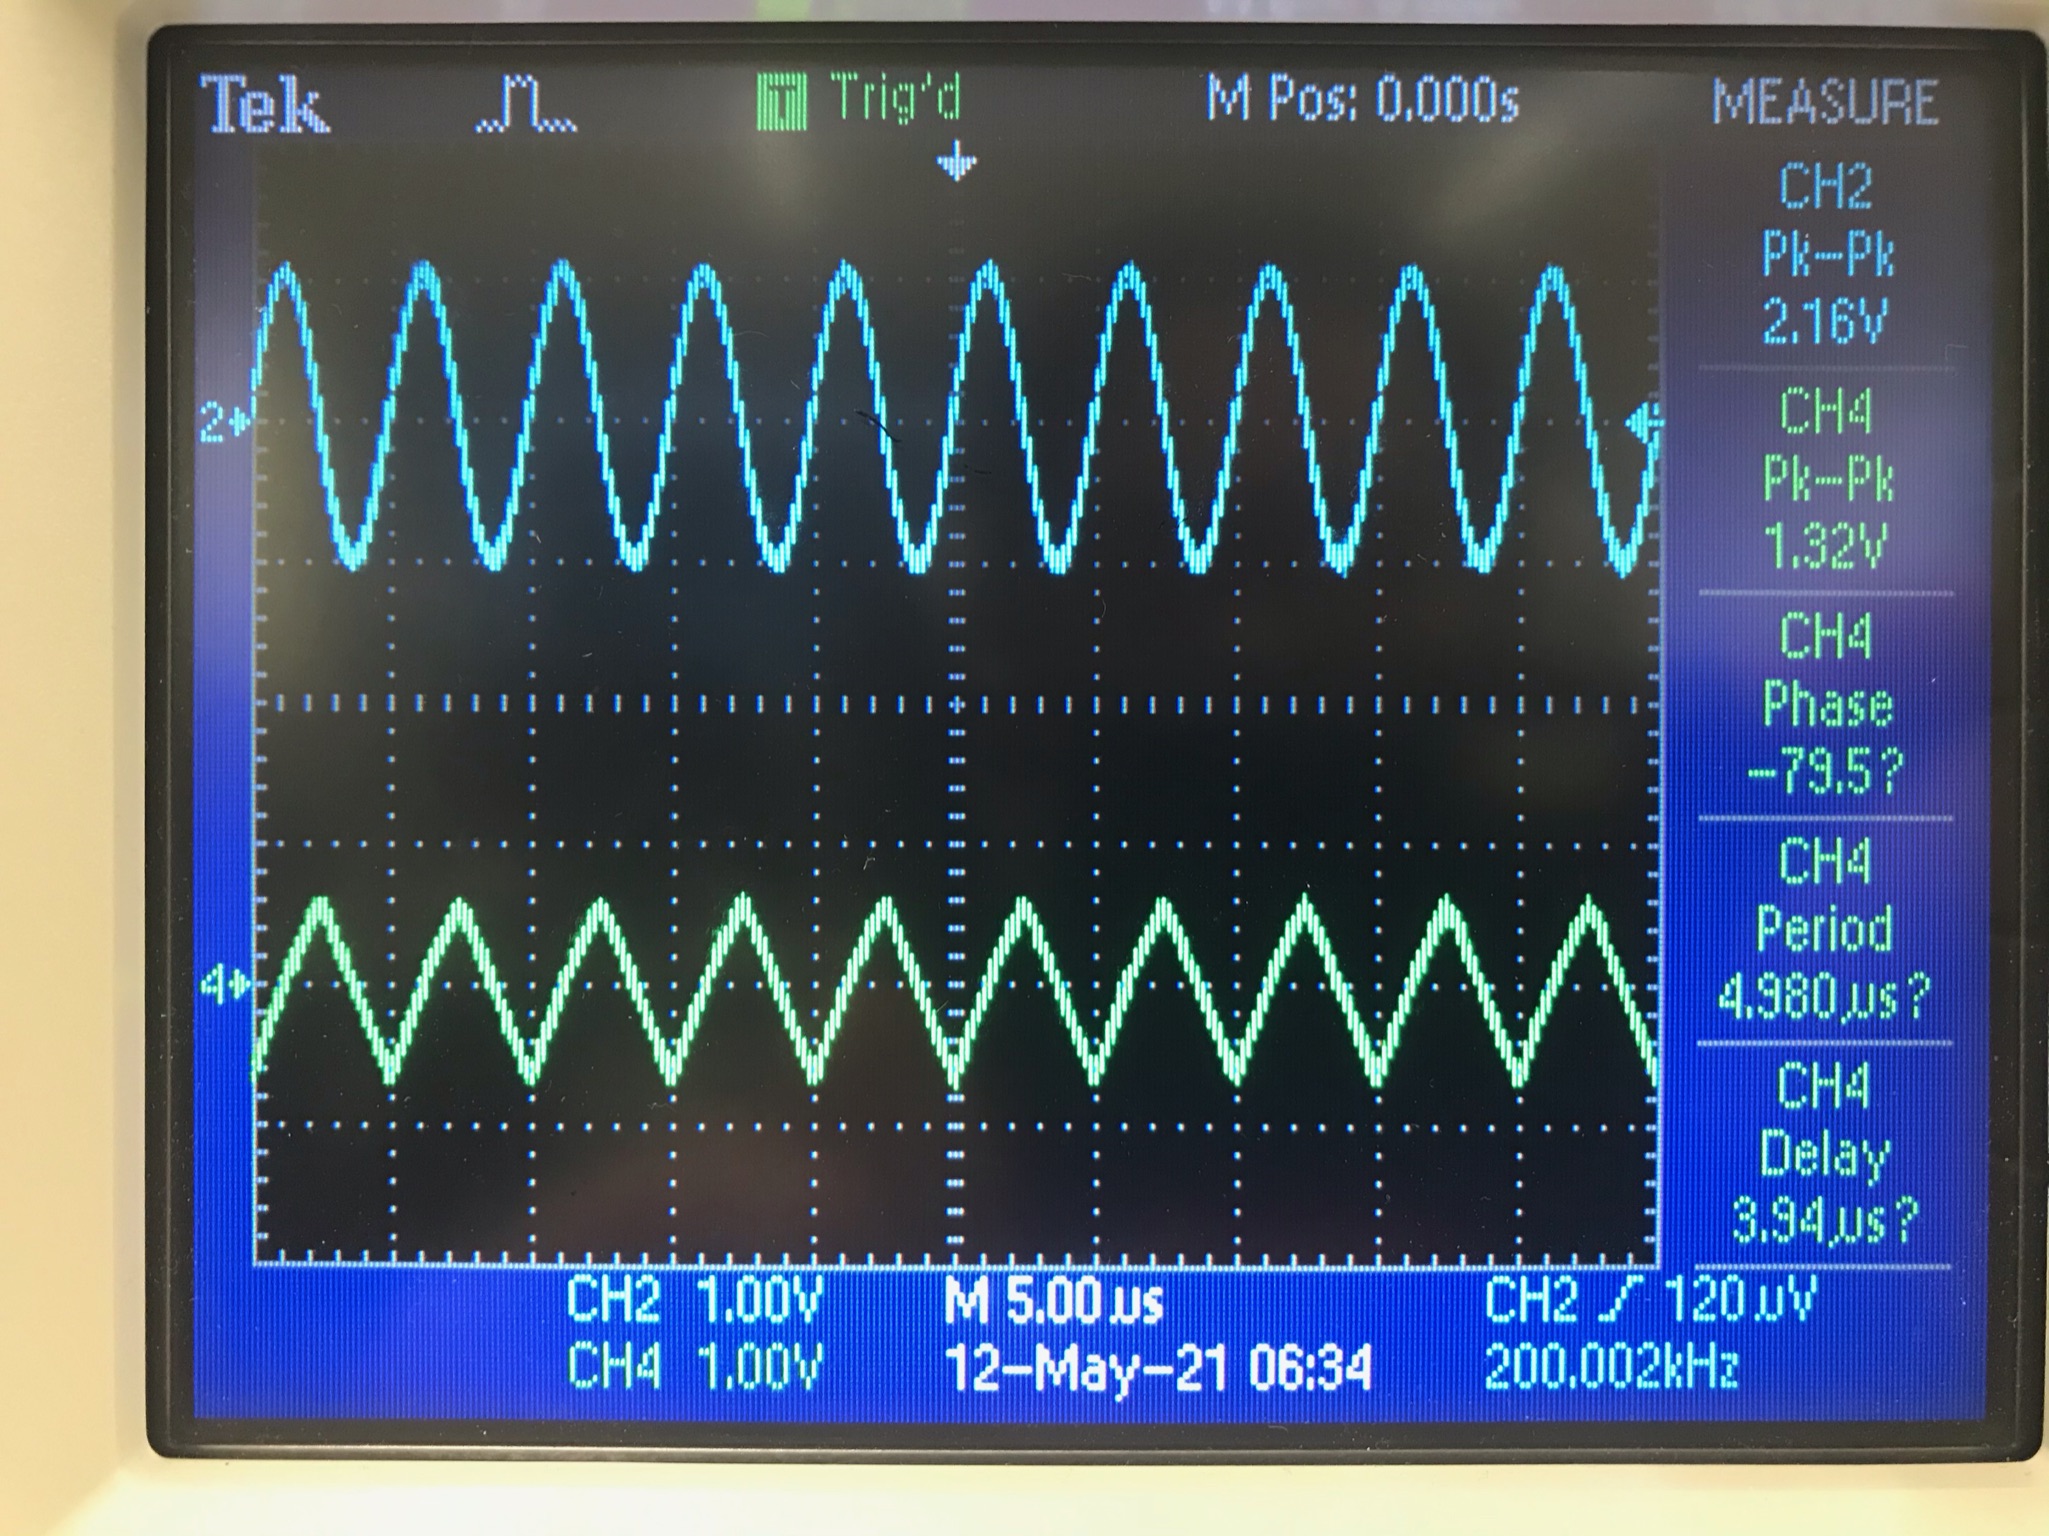 Tek T Trig'd M Pos: 0.000s MEASURE
CH2
Pk-Pk
2.16V
CH4
Pk-Pk
1.32V
CH4
Phase
-79.5?
CH4
Period
4.980µs?
CH4
Delay
3.94µs?
2
4
CH2 1.00V M 5.00µs CH2 120µV
CH4 1.00V 12-May-21 06:34 200.002kHz